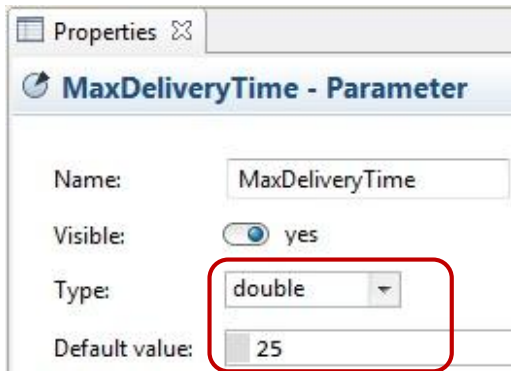 Properties
MaxDeliveryTime - Parameter
Name: MaxDeliveryTime
Visible: yes
Type: double
Default value: 25